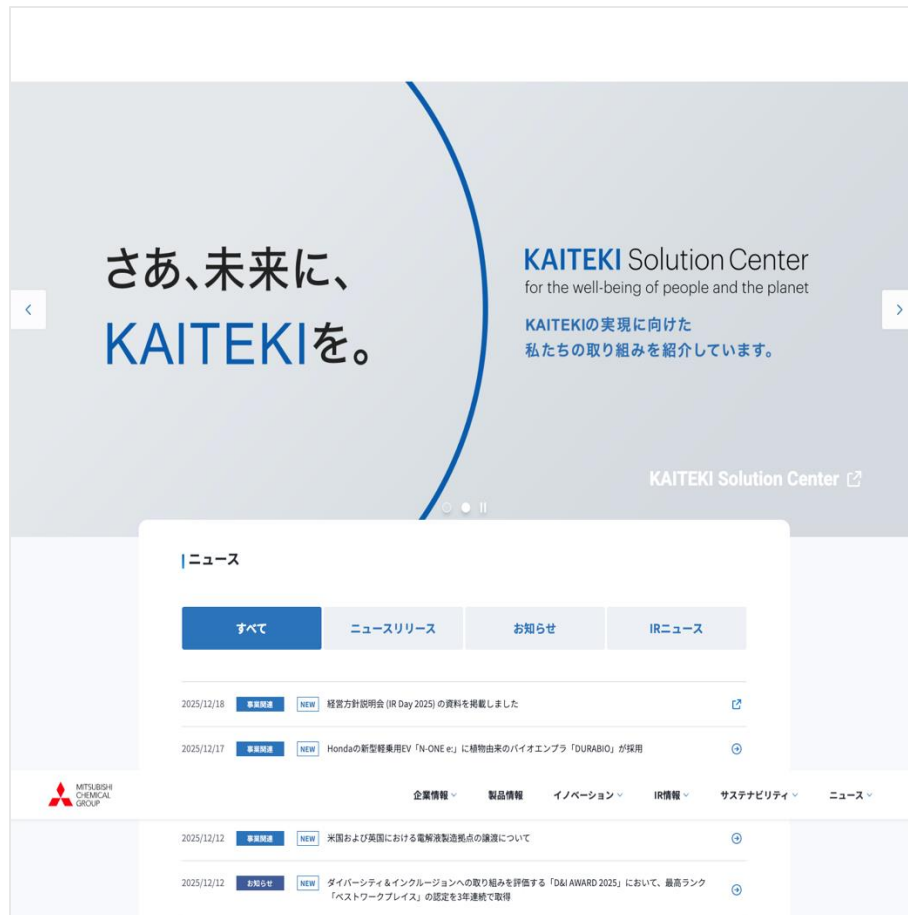 さあ、未来に、
KAITEKIを。
KAITEKI Solution Center
for the well-being of people and the planet
KAITEKIの実現に向けた
私たちの取り組みを紹介しています。
KAITEKI Solution Center
ニュース
すべて
ニュースリリース
お知らせ
IRニュース
2025/12/18 事業関連 NEW 経営方針説明会 (IR Day 2025) の資料を掲載しました
2025/12/17 事業関連 NEW Hondaの新型軽乗用EV「N-ONE e:」に植物由来のバイオエンプラ「DURABIO」が採用
MITSUBISHI
CHEMICAL
GROUP
企業情報
製品情報
イノベーション
IR情報
サステナビリティ
ニュース
2025/12/12 事業関連 NEW 米国および英国における電解液製造拠点の譲渡について
2025/12/12 お知らせ NEW ダイバーシティ＆インクルージョンへの取り組みを評価する「D&I AWARD 2025」において、最高ランク
「ベストワークプレイス」の認定を3年連続で取得